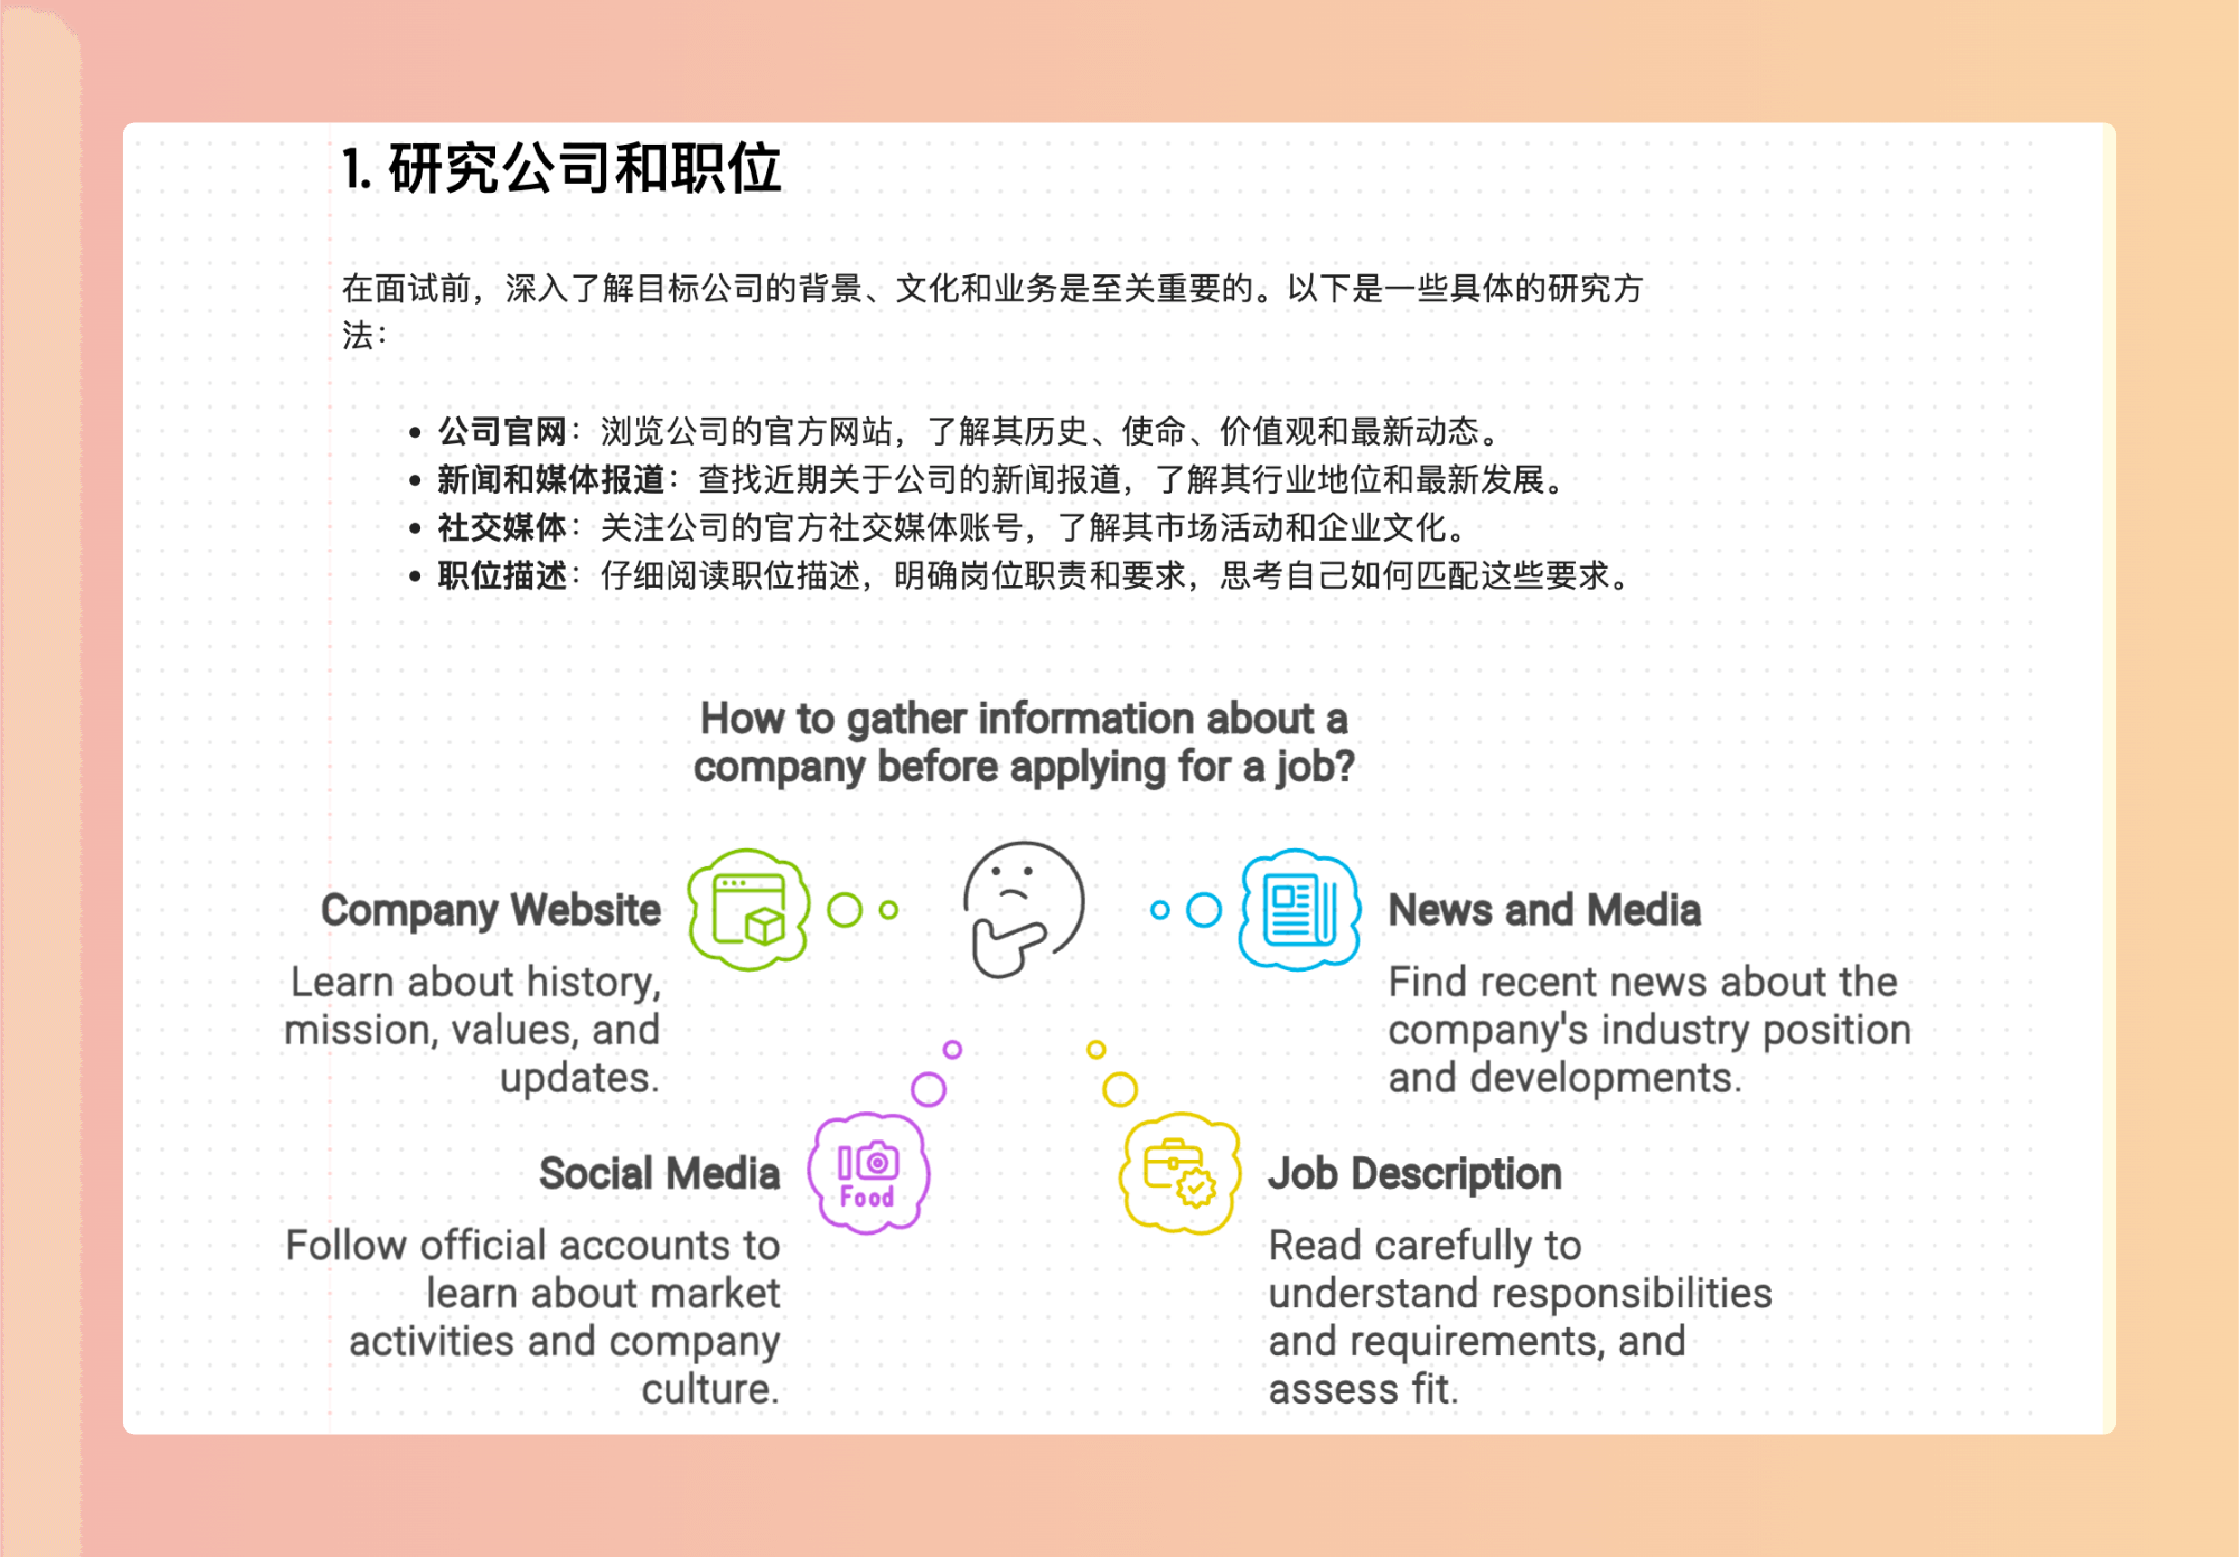 1. 研究公司和职位
在面试前，深入了解目标公司的背景、文化和业务是至关重要的。以下是一些具体的研究方
法：
• 公司官网：浏览公司的官方网站，了解其历史、使命、价值观和最新动态。
• 新闻和媒体报道：查找近期关于公司的新闻报道，了解其行业地位和最新发展。
• 社交媒体：关注公司的官方社交媒体账号，了解其市场活动和企业文化。
• 职位描述：仔细阅读职位描述，明确岗位职责和要求，思考自己如何匹配这些要求。
How to gather information about a
company before applying for a job?
Company Website
Learn about history,
mission, values, and
updates.
News and Media
Find recent news about the
company's industry position
and developments.
Social Media
Follow official accounts to
learn about market
activities and company
culture.
Food
Job Description
Read carefully to
understand responsibilities
and requirements, and
assess fit.